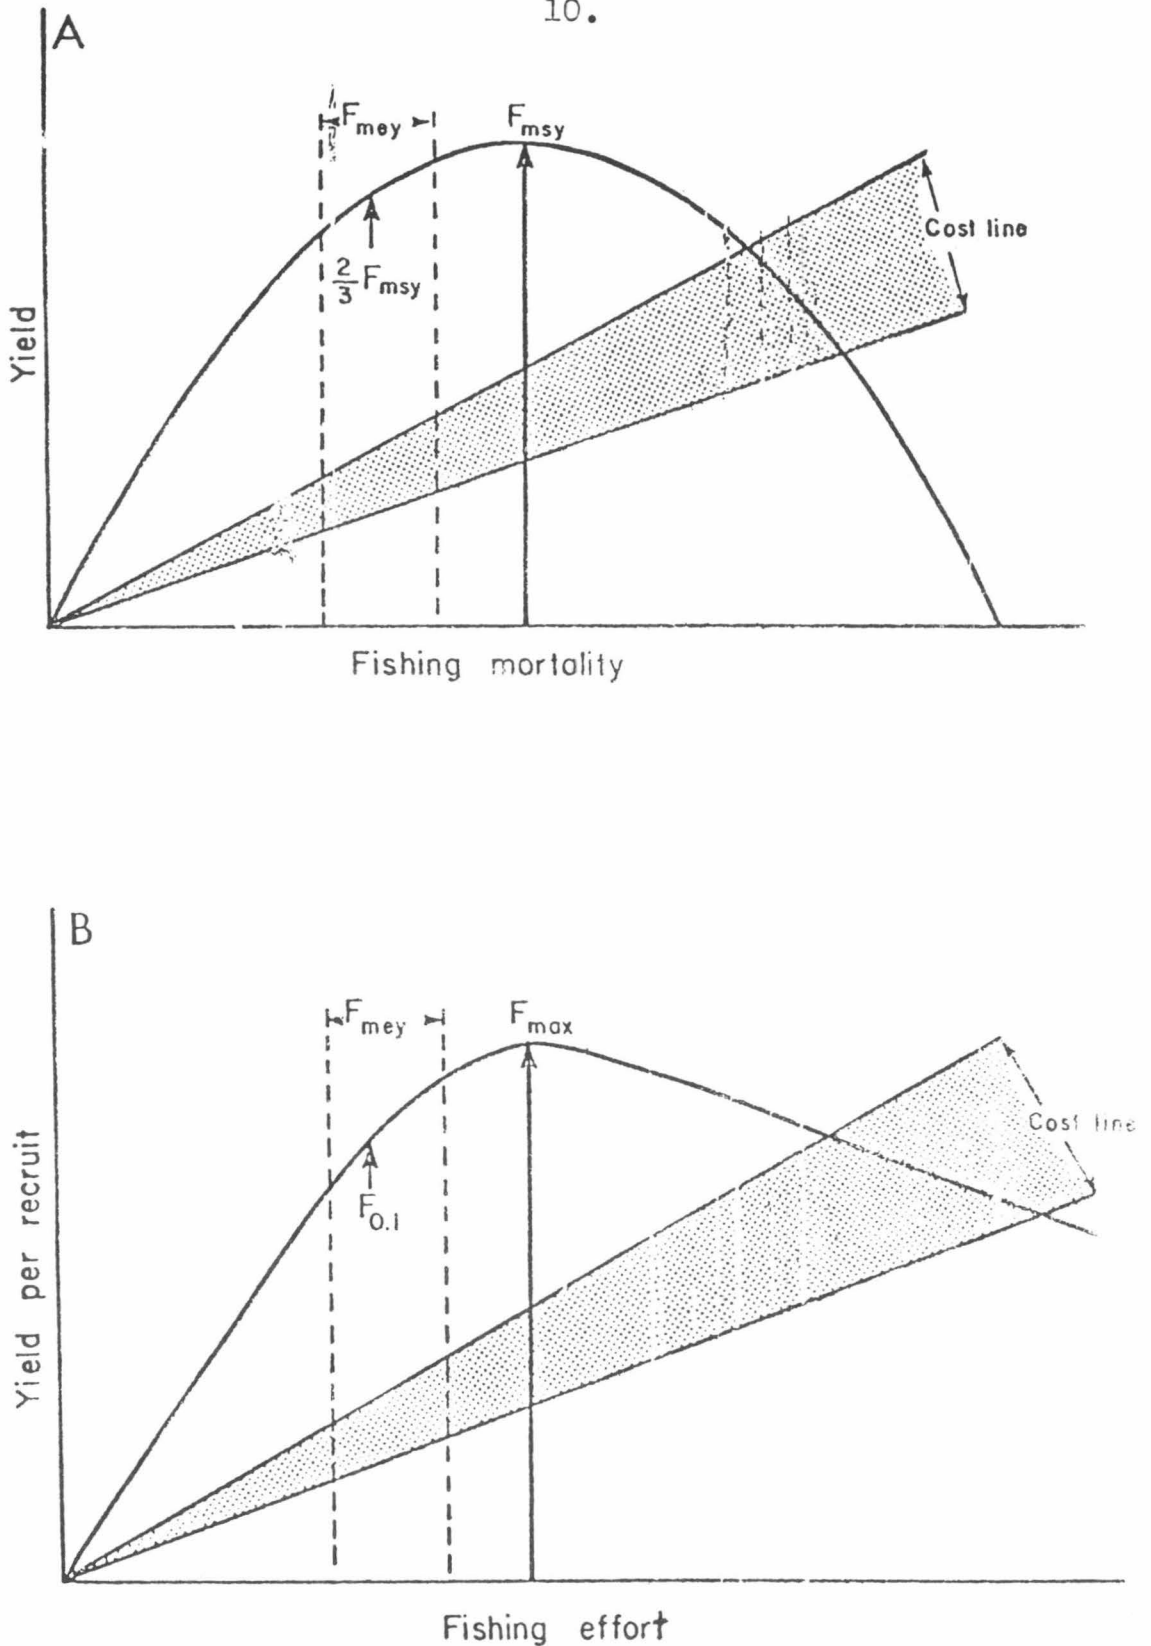 10.
A
Fmey
Fmsy
Cost line
2/3 Fmsy
Yield
Fishing mortality
B
Fmey
Fmax
Cost line
F0.1
Yield per recruit
Fishing effort